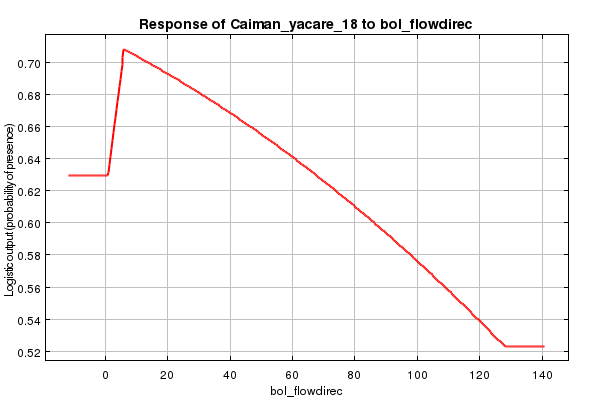 Response of Caiman_yacare_18 to bol_flowdirec
Logistic output (probability of presence)
0.70
0.68
0.66
0.64
0.62
0.60
0.58
0.56
0.54
0.52
0 20 40 60 80 100 120 140
bol_flowdirec